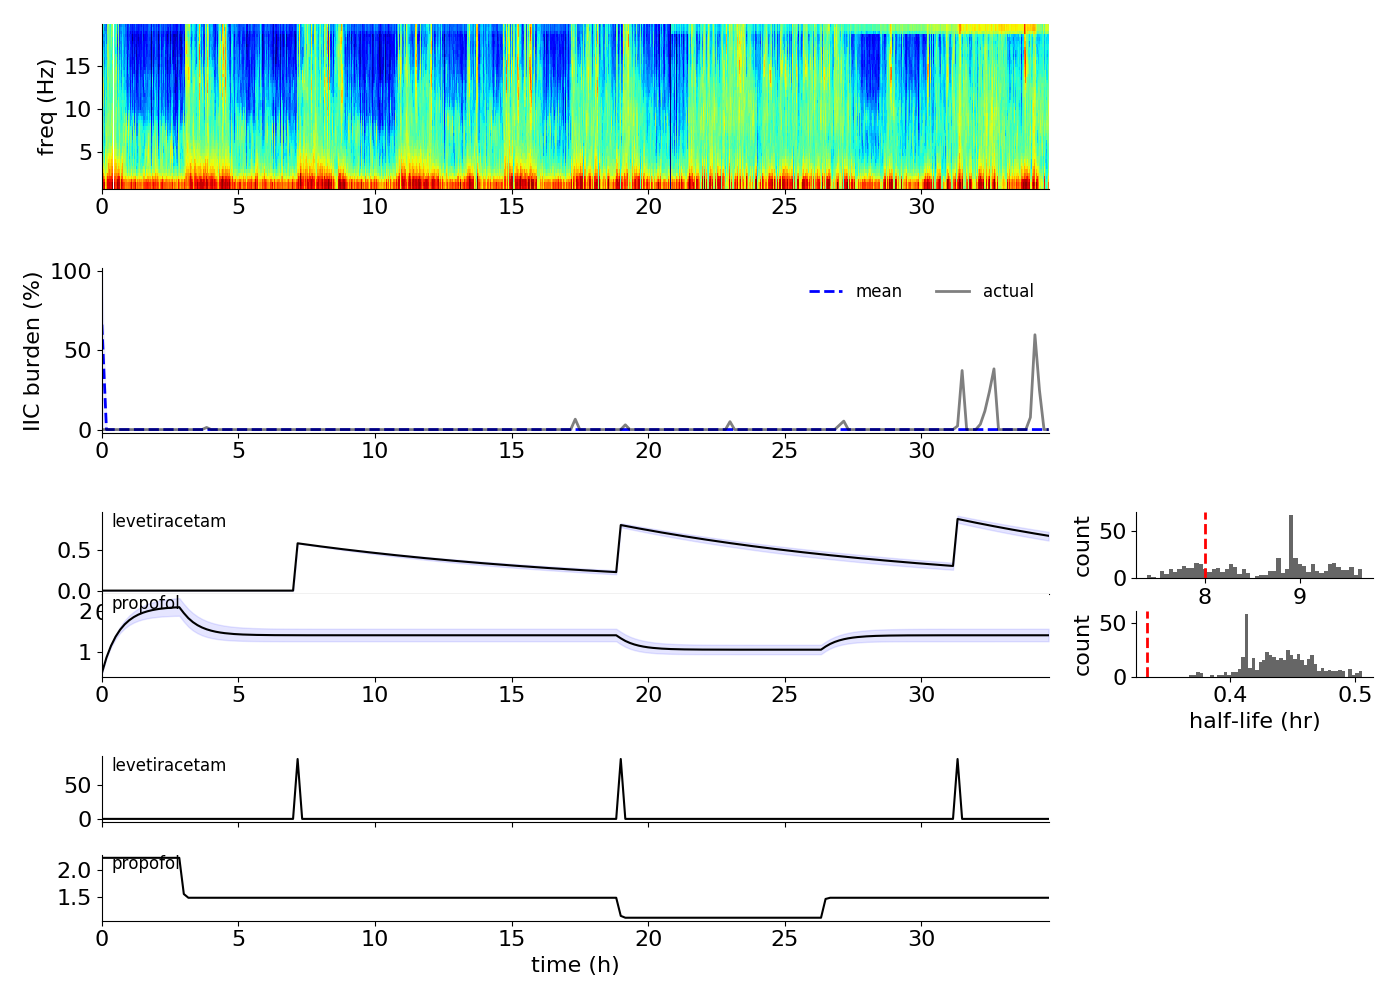 freq (Hz)
15
10
5
0 5 10 15 20 25 30
IIC burden (%)
100
50
0
mean actual
0 5 10 15 20 25 30
levetiracetam
0.5
0.0
propofol
2
1
0 5 10 15 20 25 30
count
50
0
8 9
count
50
0
0.4 0.5
half-life (hr)
levetiracetam
50
0
propofol
2.0
1.5
0 5 10 15 20 25 30
time (h)